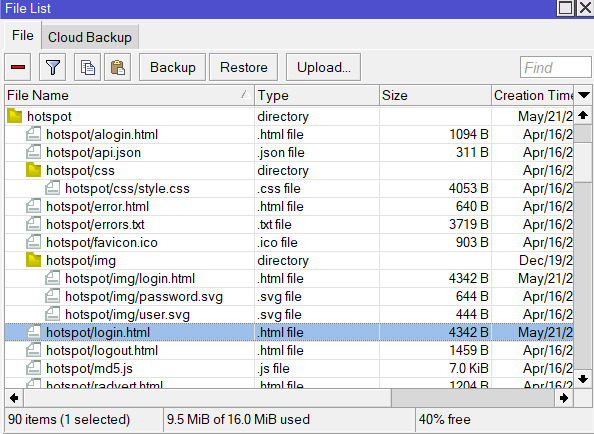 File List
File Cloud Backup
Backup Restore Upload... Find
File Name Type Size Creation Time
hotspot directory May/21/2
hotspot/alogin.html .html file 1094 B Apr/16/2
hotspot/api.json .json file 311 B Apr/16/2
hotspot/css directory Apr/16/2
hotspot/css/style.css .css file 4053 B Apr/16/2
hotspot/error.html .html file 640 B Apr/16/2
hotspot/errors.txt .txt file 3719 B Apr/16/2
hotspot/favicon.ico .ico file 903 B Apr/16/2
hotspot/img directory Dec/19/2
hotspot/img/login.html .html file 4342 B May/21/2
hotspot/img/password.svg .svg file 644 B Apr/16/2
hotspot/img/user.svg .svg file 444 B Apr/16/2
hotspot/login.html .html file 4342 B May/21/2
hotspot/logout.html .html file 1459 B Apr/16/2
hotspot/md5.js .js file 7.0 KiB Apr/16/2
hotspot/radvert.html .html file 1204 B Apr/16/2
90 items (1 selected) 9.5 MiB of 16.0 MiB used 40% free